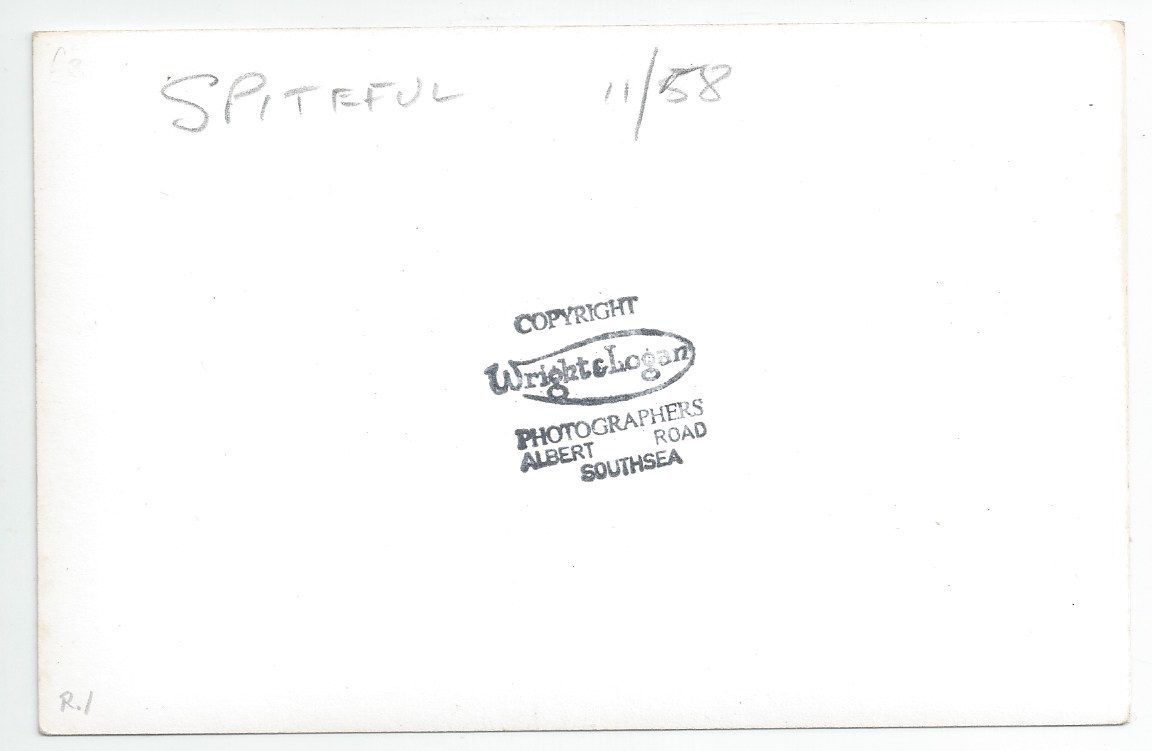 SPITEFUL 11/58
COPYRIGHT
Wright & Logan
PHOTOGRAPHERS
ALBERT ROAD
SOUTHSEA
R.1